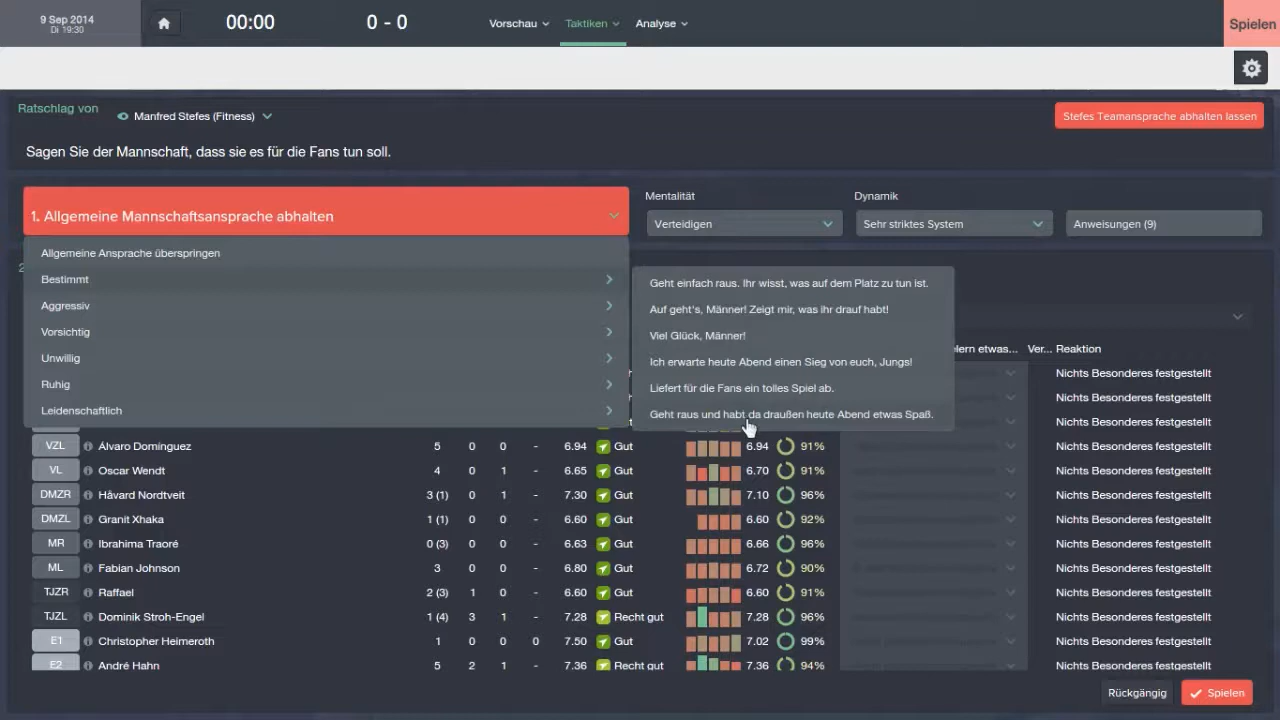 9 Sep 2014
Di 19:30
00:00
0 - 0
Vorschau
Taktiken
Analyse
Spielen
Ratschlag von
Manfred Stefes (Fitness)
Stefes Teamansprache abhalten lassen
Sagen Sie der Mannschaft, dass sie es für die Fans tun soll.
1. Allgemeine Mannschaftsansprache abhalten
Mentalität
Verteidigen
Dynamik
Sehr striktes System
Anweisungen (9)
Allgemeine Ansprache überspringen
Bestimmt
Aggressiv
Vorsichtig
Unwillig
Ruhig
Leidenschaftlich
Geht einfach raus. Ihr wisst, was auf dem Platz zu tun ist.
Auf geht's, Männer! Zeigt mir, was ihr drauf habt!
Viel Glück, Männer!
Ich erwarte heute Abend einen Sieg von euch, Jungs!
Liefert für die Fans ein tolles Spiel ab.
Geht raus und habt da draußen heute Abend etwas Spaß.
etwas... Ver... Reaktion
Nichts Besonderes festgestellt
Nichts Besonderes festgestellt
Nichts Besonderes festgestellt
VZL Álvaro Domínguez 5 0 0 - 6.94 Gut 6.94 91% Nichts Besonderes festgestellt
VL Oscar Wendt 4 0 1 - 6.65 Gut 6.70 91% Nichts Besonderes festgestellt
DMZR Håvard Nordtveit 3 (1) 0 1 - 7.30 Gut 7.10 96% Nichts Besonderes festgestellt
DMZL Granit Xhaka 1 (1) 0 0 - 6.60 Gut 6.60 92% Nichts Besonderes festgestellt
MR Ibrahima Traoré 0 (3) 0 0 - 6.63 Gut 6.66 96% Nichts Besonderes festgestellt
ML Fabian Johnson 3 0 0 - 6.80 Gut 6.72 90% Nichts Besonderes festgestellt
TJZR Raffael 2 (3) 1 0 - 6.60 Gut 6.60 91% Nichts Besonderes festgestellt
TJZL Dominik Stroh-Engel 1 (4) 3 1 - 7.28 Recht gut 7.28 96% Nichts Besonderes festgestellt
E1 Christopher Heimeroth 1 0 0 0 7.50 Gut 7.02 99% Nichts Besonderes festgestellt
E2 André Hahn 5 2 1 - 7.36 Recht gut 7.36 94% Nichts Besonderes festgestellt
Rückgängig
Spielen